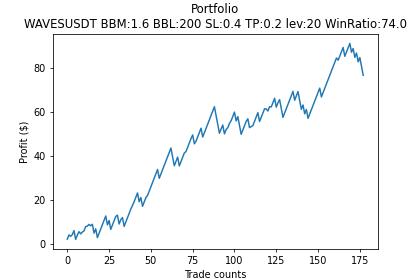 Portfolio
WAVESUSDT BBM:1.6 BBL:200 SL:0.4 TP:0.2 lev:20 WinRatio:74.0
Profit ($)
80
60
40
20
0
0 25 50 75 100 125 150 175
Trade counts